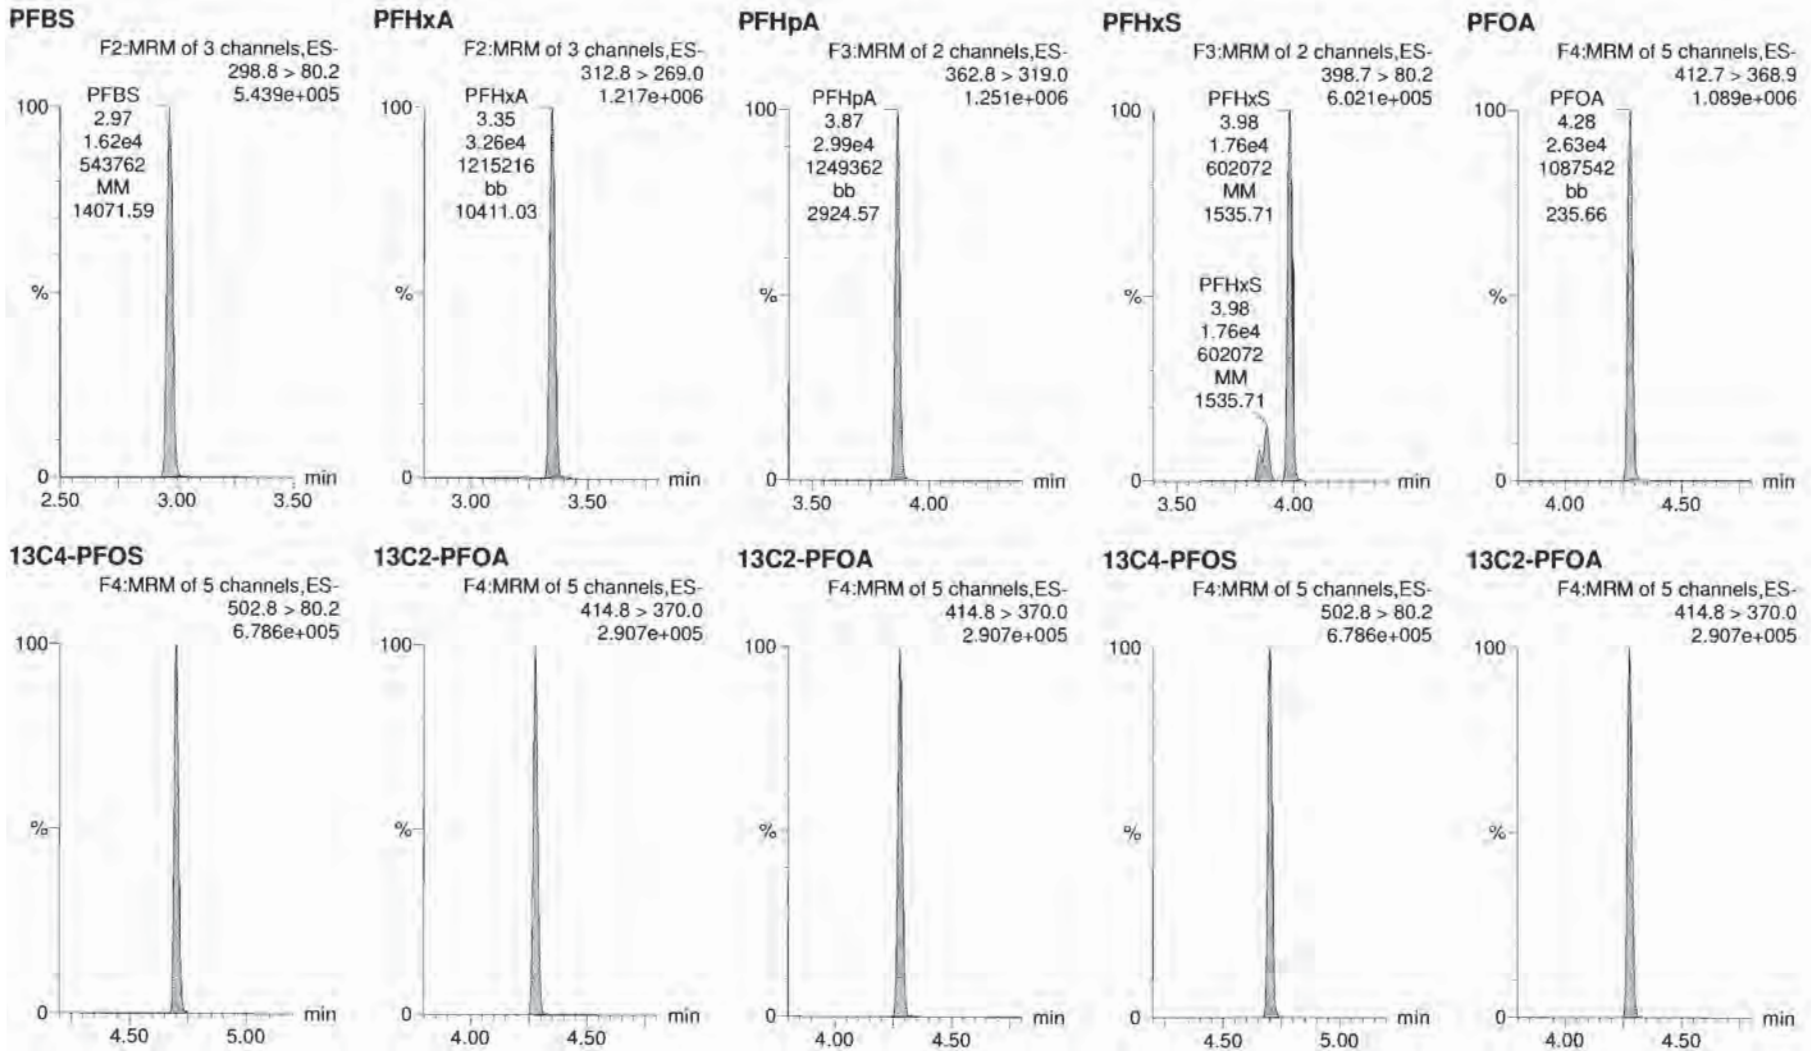 PFBS
F2:MRM of 3 channels,ES-
298.8 > 80.2
5.439e+005
100
PFBS
2.97
1.62e4
543762
MM
14071.59
%
0
min
2.50 3.00 3.50
PFHxA
F2:MRM of 3 channels,ES-
312.8 > 269.0
1.217e+006
100
PFHxA
3.35
3.26e4
1215216
bb
10411.03
%
0
min
3.00 3.50
PFHpA
F3:MRM of 2 channels,ES-
362.8 > 319.0
1.251e+006
100
PFHpA
3.87
2.99e4
1249362
bb
2924.57
%
0
min
3.50 4.00
PFHxS
F3:MRM of 2 channels,ES-
398.7 > 80.2
6.021e+005
100
PFHxS
3.98
1.76e4
602072
MM
1535.71
%
PFHxS
3.98
1.76e4
602072
MM
1535.71
0
min
3.50 4.00
PFOA
F4:MRM of 5 channels,ES-
412.7 > 368.9
1.089e+006
100
PFOA
4.28
2.63e4
1087542
bb
235.66
%
0
min
4.00 4.50
13C4-PFOS
F4:MRM of 5 channels,ES-
502.8 > 80.2
6.786e+005
100
%
0
min
4.50 5.00
13C2-PFOA
F4:MRM of 5 channels,ES-
414.8 > 370.0
2.907e+005
100
%
0
min
4.00 4.50
13C2-PFOA
F4:MRM of 5 channels,ES-
414.8 > 370.0
2.907e+005
100
%
0
min
4.00 4.50
13C4-PFOS
F4:MRM of 5 channels,ES-
502.8 > 80.2
6.786e+005
100
%
0
min
4.50 5.00
13C2-PFOA
F4:MRM of 5 channels,ES-
414.8 > 370.0
2.907e+005
100
%
0
min
4.00 4.50